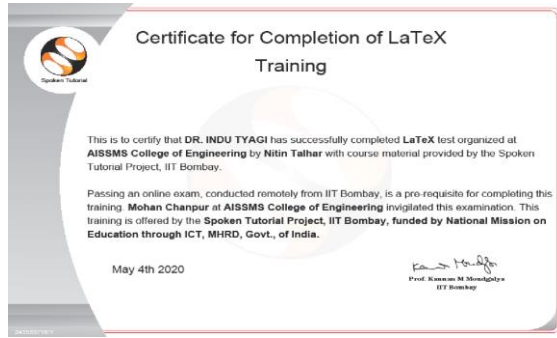 Certificate for Completion of LaTeX
Training
Spoken Tutorial
This is to certify that DR. INDU TYAGI has successfully completed LaTeX test organized at
AISSMS College of Engineering by Nitin Talhar with course material provided by the Spoken
Tutorial Project, IIT Bombay.
Passing an online exam, conducted remotely from IIT Bombay, is a pre-requisite for completing this
training. Mohan Chanpur at AISSMS College of Engineering invigilated this examination. This
training is offered by the Spoken Tutorial Project, IIT Bombay, funded by National Mission on
Education through ICT, MHRD, Govt., of India.
May 4th 2020
Prof. Kannan M Moudgalya
IIT Bombay